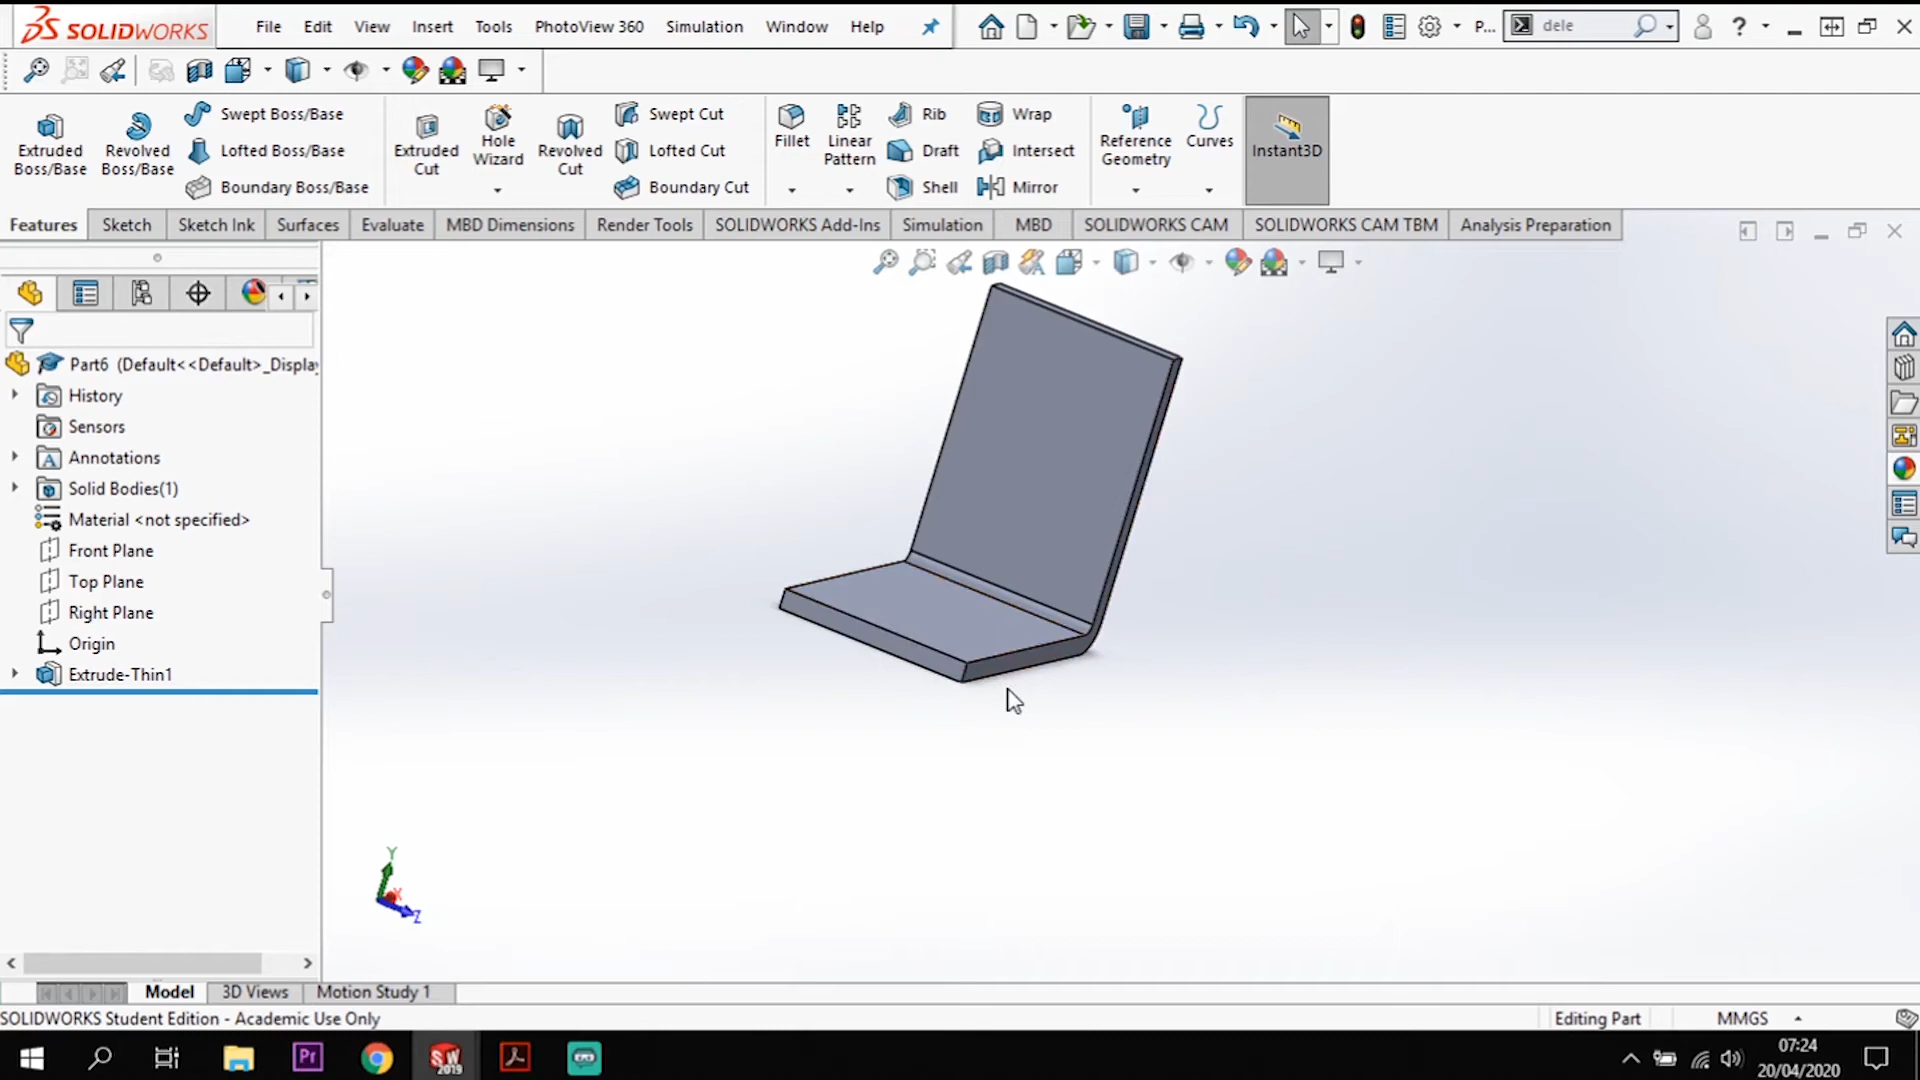 SOLIDWORKS File Edit View Insert Tools PhotoView 360 Simulation Window Help P... dele ?
Extruded Boss/Base
Revolved Boss/Base
Swept Boss/Base
Lofted Boss/Base
Boundary Boss/Base
Extruded Cut
Hole Wizard
Revolved Cut
Swept Cut
Lofted Cut
Boundary Cut
Fillet
Linear Pattern
Rib
Draft
Shell
Wrap
Intersect
Mirror
Reference Geometry
Curves
Instant3D
Features Sketch Sketch Ink Surfaces Evaluate MBD Dimensions Render Tools SOLIDWORKS Add-Ins Simulation MBD SOLIDWORKS CAM SOLIDWORKS CAM TBM Analysis Preparation
Part6 (Default<<Default>_Displa
History
Sensors
Annotations
Solid Bodies(1)
Material <not specified>
Front Plane
Top Plane
Right Plane
Origin
Extrude-Thin1
Y
X
Z
Model 3D Views Motion Study 1
SOLIDWORKS Student Edition - Academic Use Only Editing Part MMGS
Pr SW 2019 07:24
20/04/2020